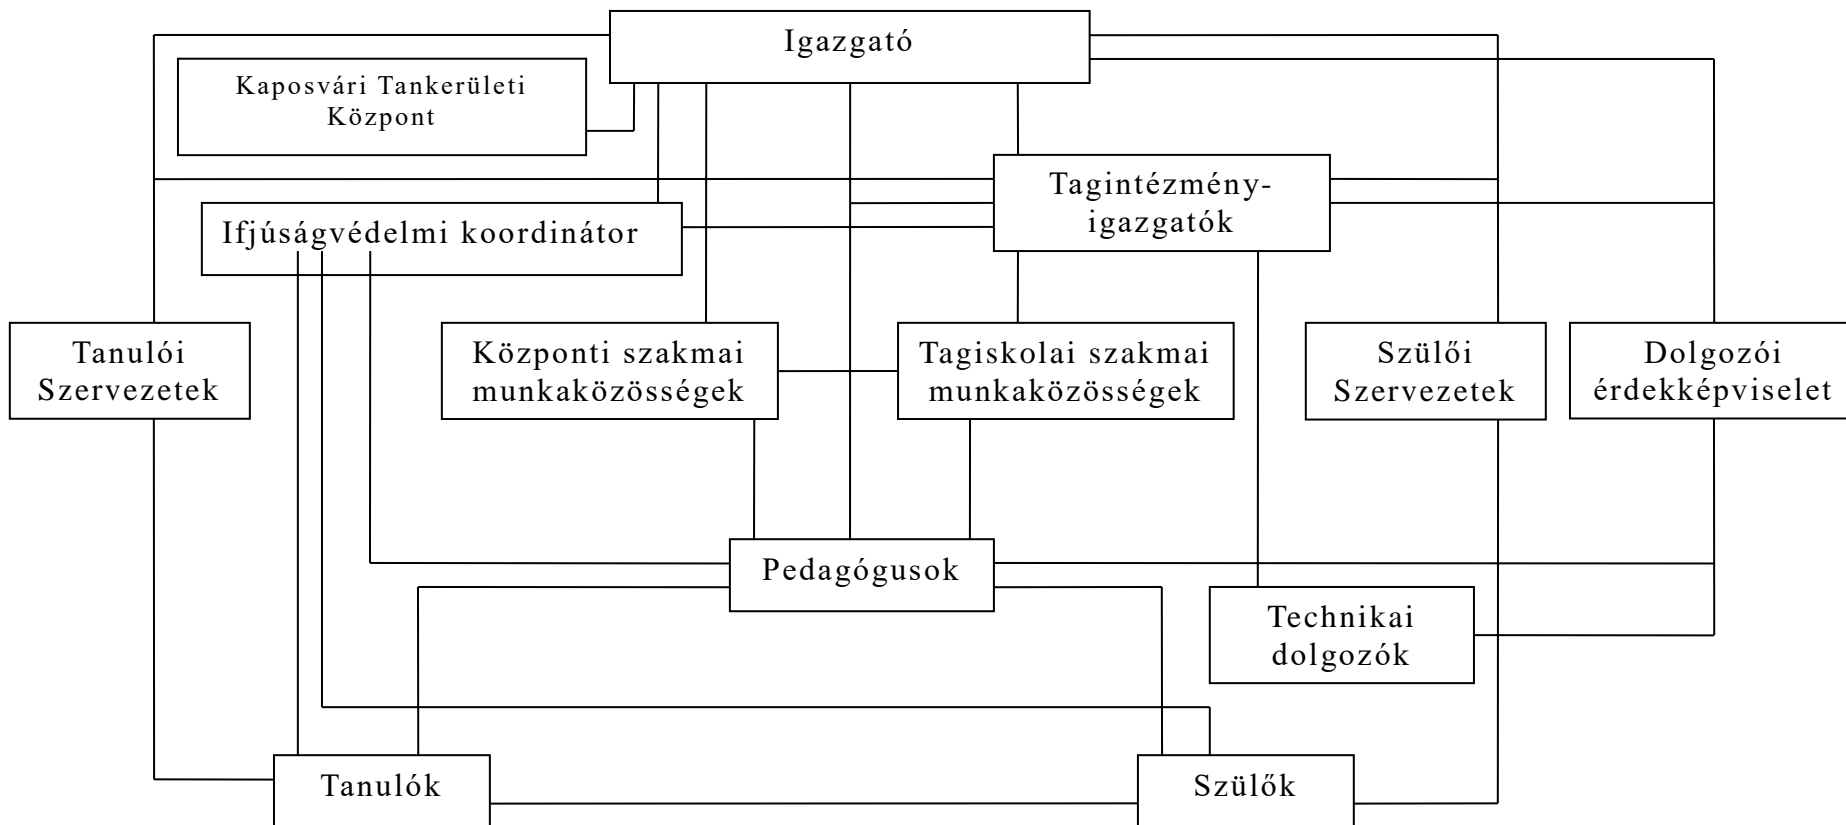 Igazgató
Kaposvári Tankerületi
Központ
Tagintézmény-
igazgatók
Ifjúságvédelmi koordinátor
Tanulói
Szervezetek
Központi szakmai
munkaközösségek
Tagiskolai szakmai
munkaközösségek
Szülői
Szervezetek
Dolgozói
érdekképviselet
Pedagógusok
Technikai
dolgozók
Tanulók
Szülők